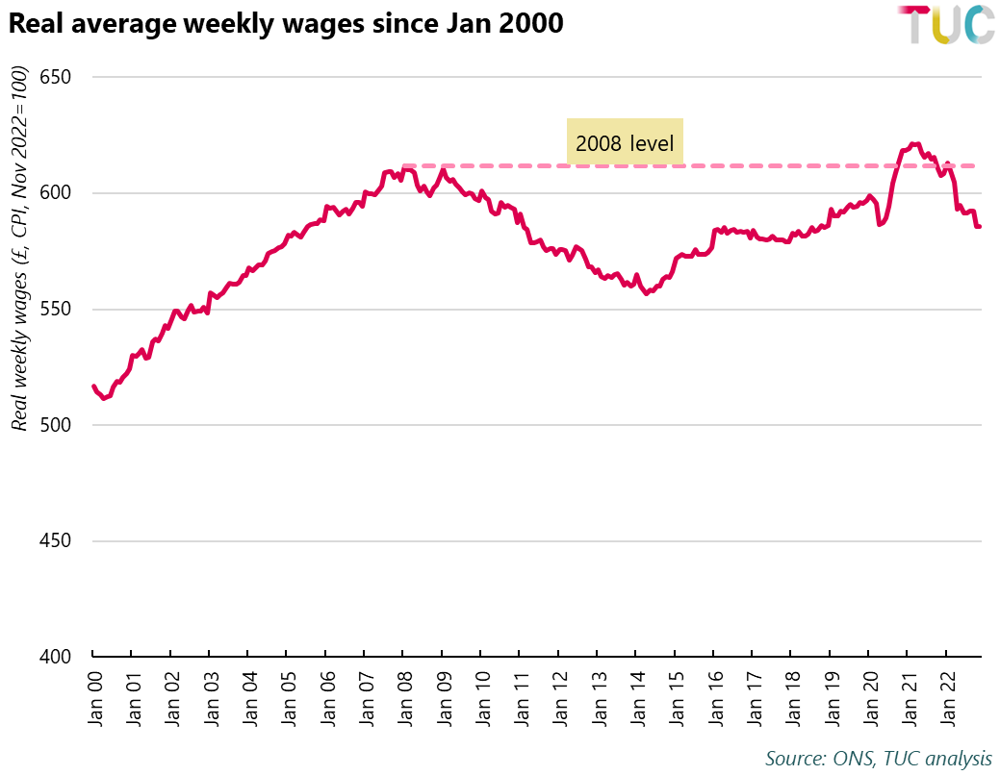 Real average weekly wages since Jan 2000
TUC
Real weekly wages (£, CPI, Nov 2022=100)
650
600
550
500
450
400
2008 level
Jan 00
Jan 01
Jan 02
Jan 03
Jan 04
Jan 05
Jan 06
Jan 07
Jan 08
Jan 09
Jan 10
Jan 11
Jan 12
Jan 13
Jan 14
Jan 15
Jan 16
Jan 17
Jan 18
Jan 19
Jan 20
Jan 21
Jan 22
Source: ONS, TUC analysis